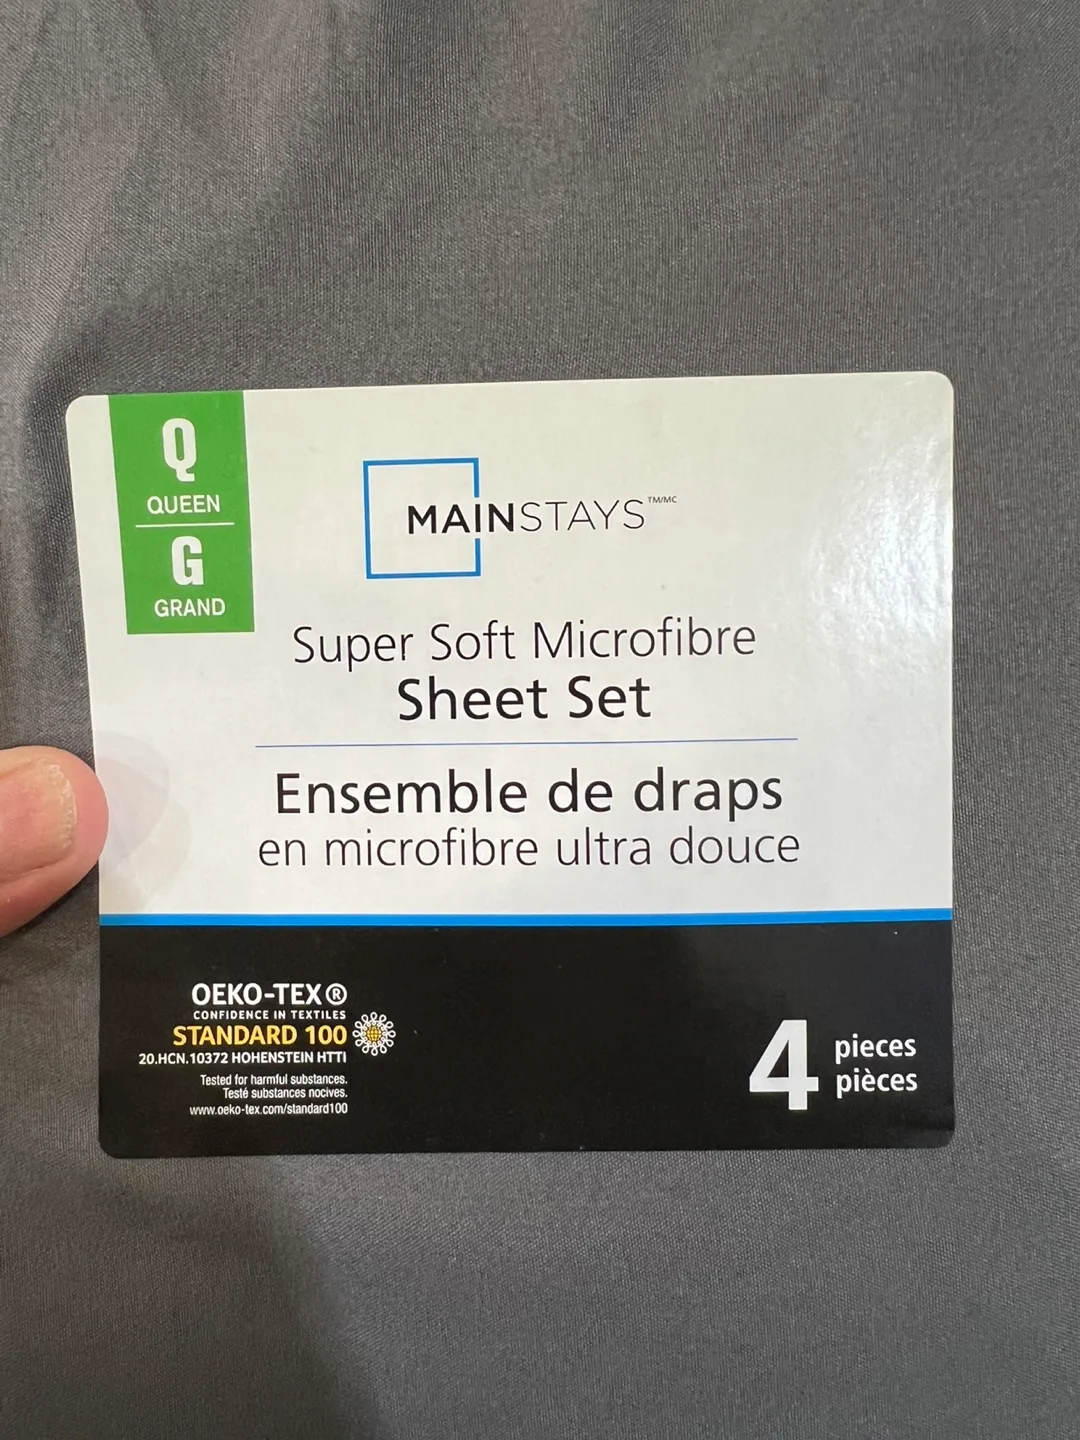 Q
QUEEN
G
GRAND
MAINSTAYS™/MC
Super Soft Microfibre
Sheet Set
Ensemble de draps
en microfibre ultra douce
OEKO-TEX®
CONFIDENCE IN TEXTILES
STANDARD 100
20.HCN.10372 HOHENSTEIN HTTI
Tested for harmful substances.
Testé substances nocives.
www.oeko-tex.com/standard100
4 pieces
pièces